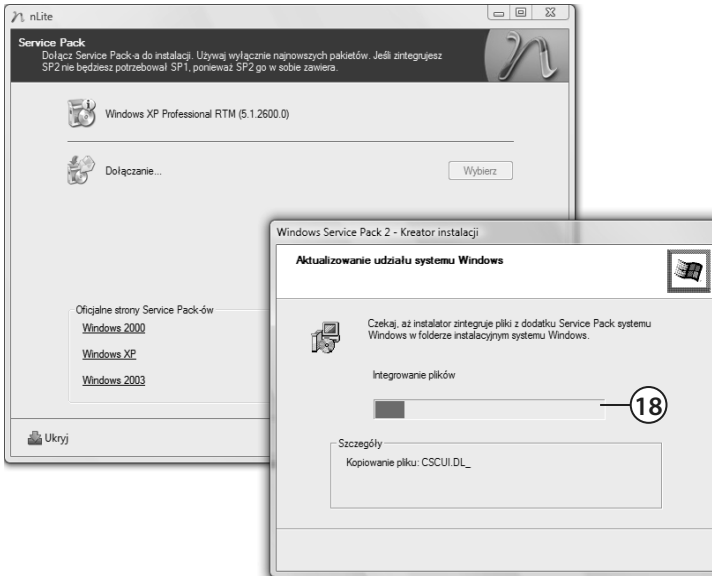 nLite
Service Pack
Dołącz Service Pack-a do instalacji. Używaj wyłącznie najnowszych pakietów. Jeśli zintegrujesz
SP2 nie będziesz potrzebował SP1, ponieważ SP2 go w sobie zawiera.
Windows XP Professional RTM (5.1.2600.0)
Dołączanie...
Wybierz
Oficjalne strony Service Pack-ów
Windows 2000
Windows XP
Windows 2003
Ukryj
Windows Service Pack 2 - Kreator instalacji
Aktualizowanie udziału systemu Windows
Czekaj, aż instalator zintegruje pliki z dodatku Service Pack systemu
Windows w folderze instalacyjnym systemu Windows.
Integrowanie plików
18
Szczegóły
Kopiowanie pliku: CSCUI.DL_